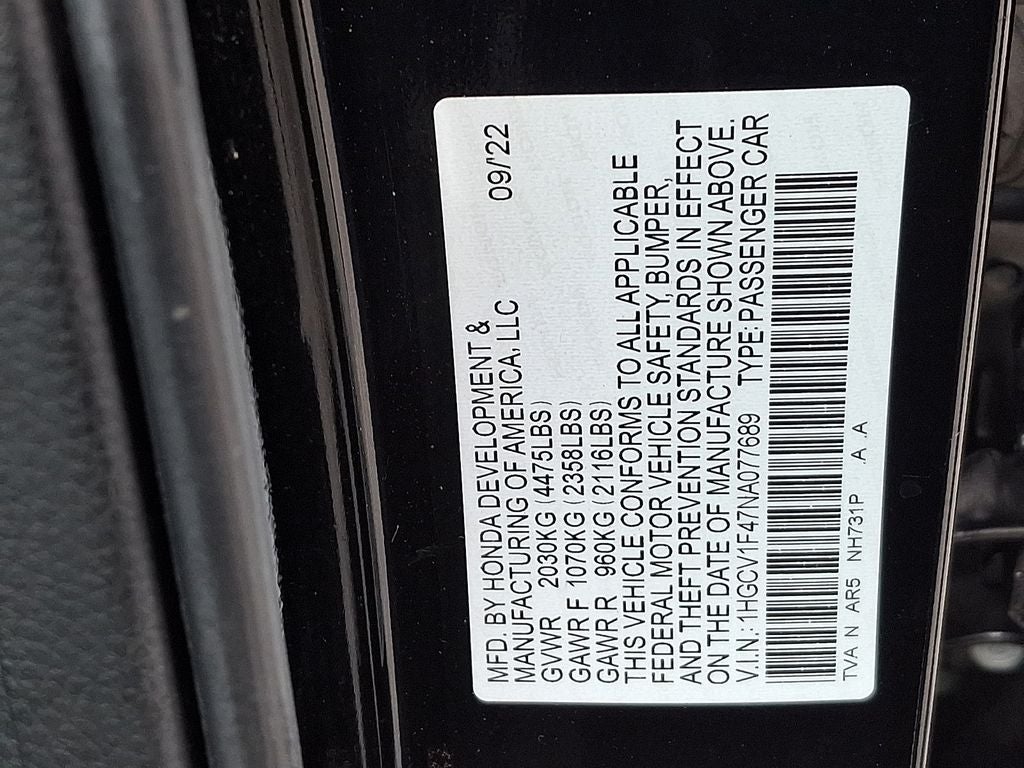 MFD. BY HONDA DEVELOPMENT &
MANUFACTURING OF AMERICA, LLC 09/'22
GVWR 2030KG (4475LBS)
GAWR F 1070KG (2358LBS)
GAWR R 960KG (2116LBS)
THIS VEHICLE CONFORMS TO ALL APPLICABLE
FEDERAL MOTOR VEHICLE SAFETY, BUMPER,
AND THEFT PREVENTION STANDARDS IN EFFECT
ON THE DATE OF MANUFACTURE SHOWN ABOVE.
V.I.N.: 1HGCV1F47NA077689 TYPE: PASSENGER CAR
TVA N AR5 NH731P .A .A